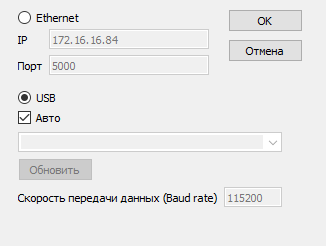 Ethernet
OK
IP 172.16.16.84
Отмена
Порт 5000
USB
Авто
Обновить
Скорость передачи данных (Baud rate) 115200